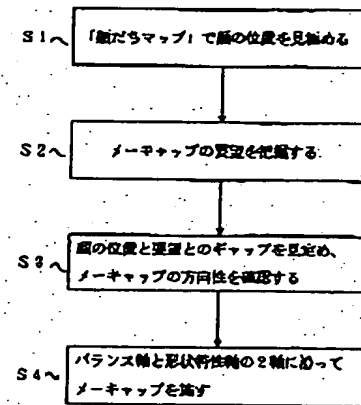 S1 「顔だちマップ」で顔の位置を見極める
S2 メーキャップの要望を把握する
S3 顔の位置と要望とのギャップを見定め、
メーキャップの方向性を確認する
S4 バランス軸と形状特性軸の2軸に沿って
メーキャップを施す